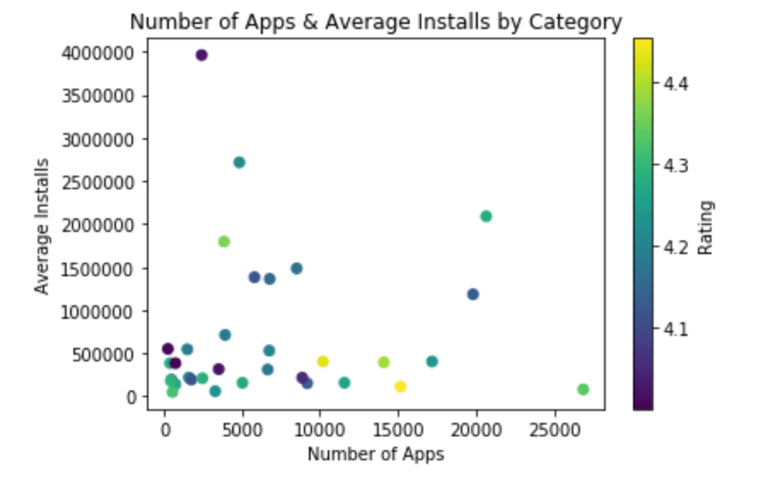 Number of Apps & Average Installs by Category
4000000
3500000
3000000
2500000
2000000
1500000
1000000
500000
0
Average Installs
0 5000 10000 15000 20000 25000
Number of Apps
4.4
4.3
4.2
4.1
Rating